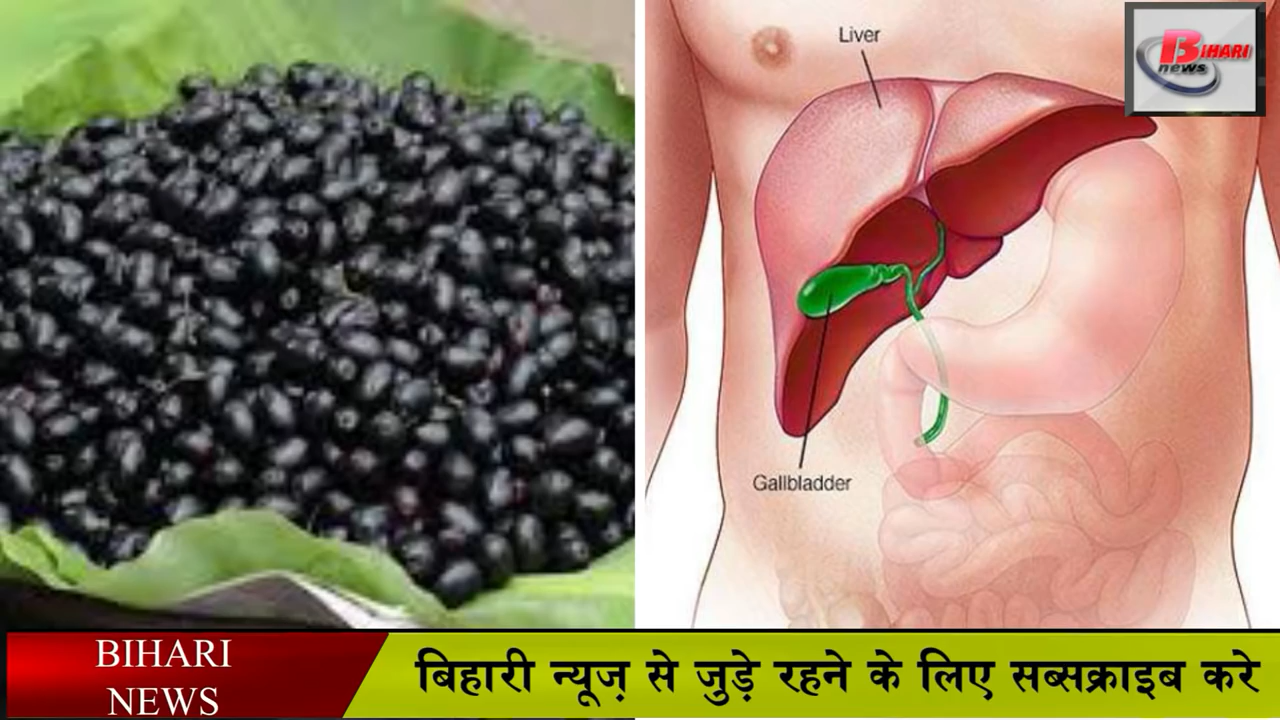 Liver
BIHARI
news
Gallbladder
BIHARI
NEWS
बिहारी न्यूज़ से जुड़े रहने के लिए सब्सक्राइब करे